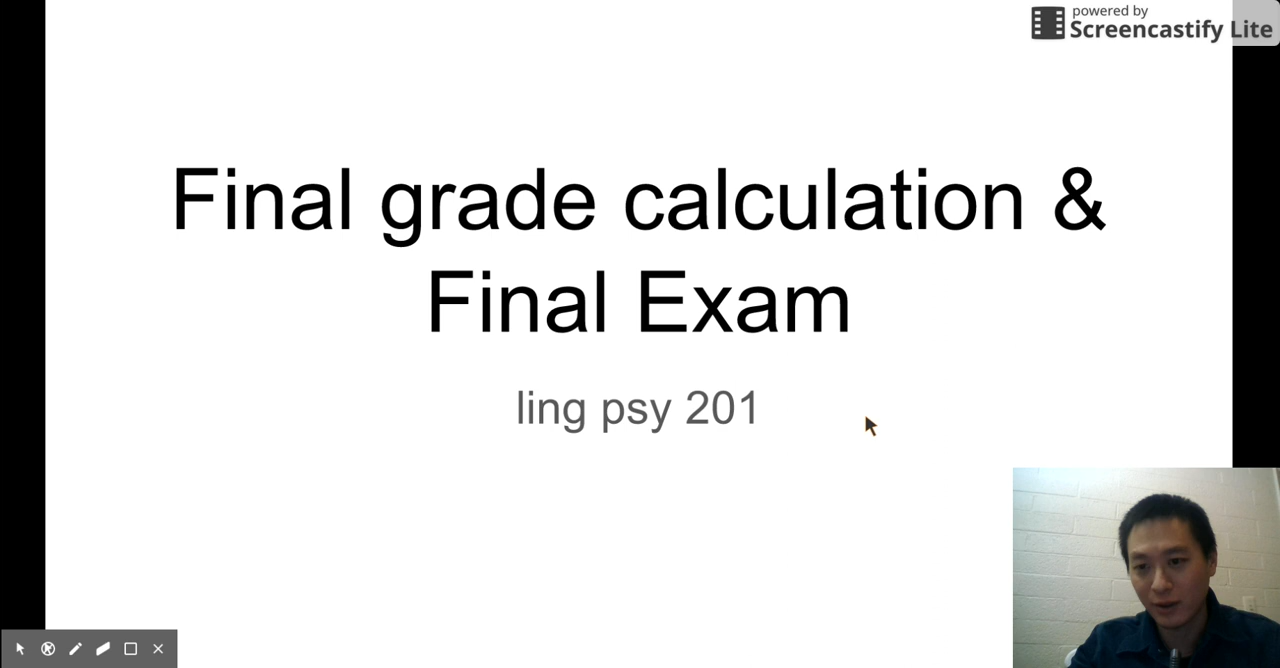 powered by
Screencastify Lite
Final grade calculation &
Final Exam
ling psy 201